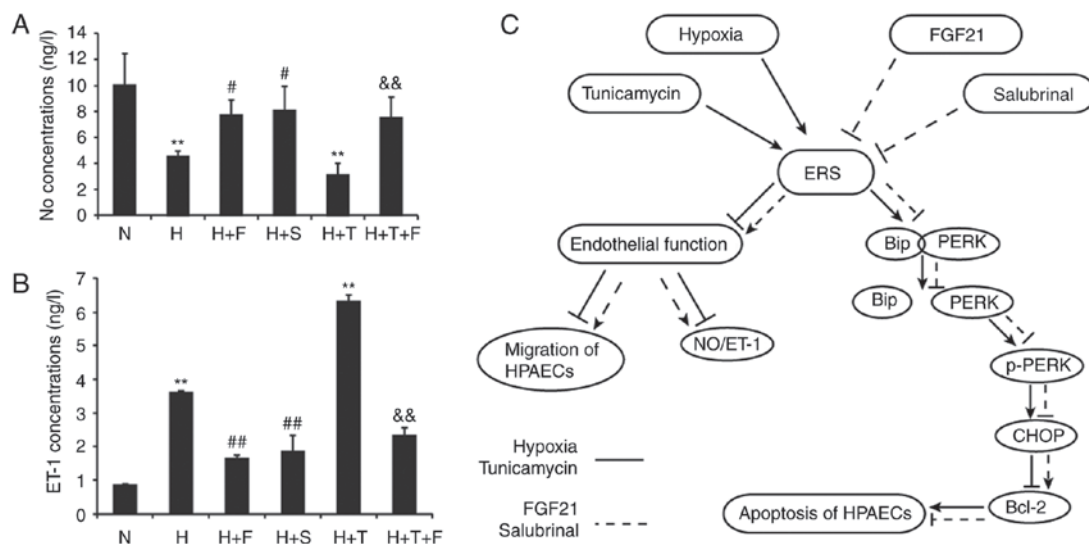 A
No concentrations (ng/l)
14
12
10
8
6
4
2
0
**
#
#
**
&&
N H H+F H+S H+T H+T+F
B
ET-1 concentrations (ng/l)
7
6
5
4
3
2
1
0
**
##
##
**
&&
N H H+F H+S H+T H+T+F
C
Hypoxia
FGF21
Tunicamycin
Salubrinal
ERS
Endothelial function
Bip PERK
Bip PERK
Migration of
HPAECs
NO/ET-1
p-PERK
CHOP
Bcl-2
Apoptosis of HPAECs
Hypoxia
Tunicamycin
FGF21
Salubrinal